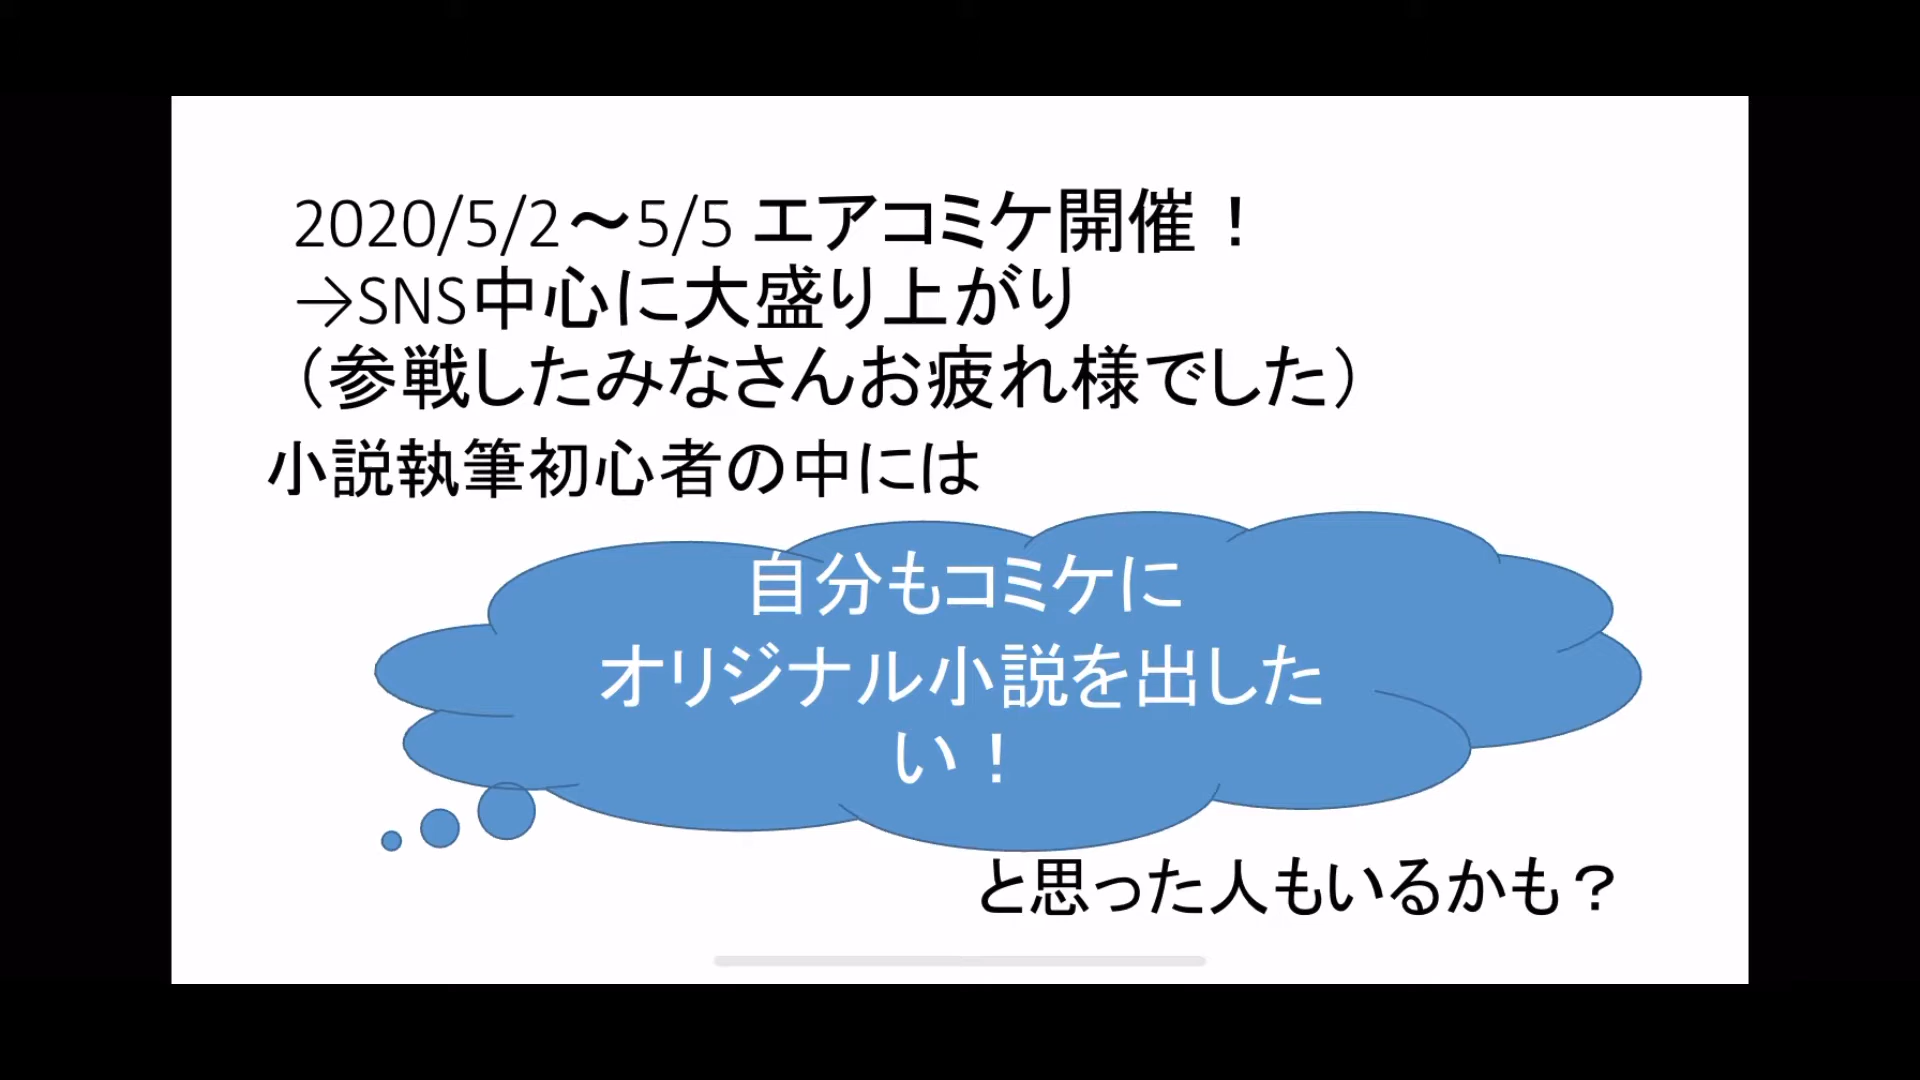 2020/5/2～5/5 エアコミケ開催！
→SNS中心に大盛り上がり
（参戦したみなさんお疲れ様でした）
小説執筆初心者の中には
自分もコミケに
オリジナル小説を出した
い！
と思った人もいるかも？